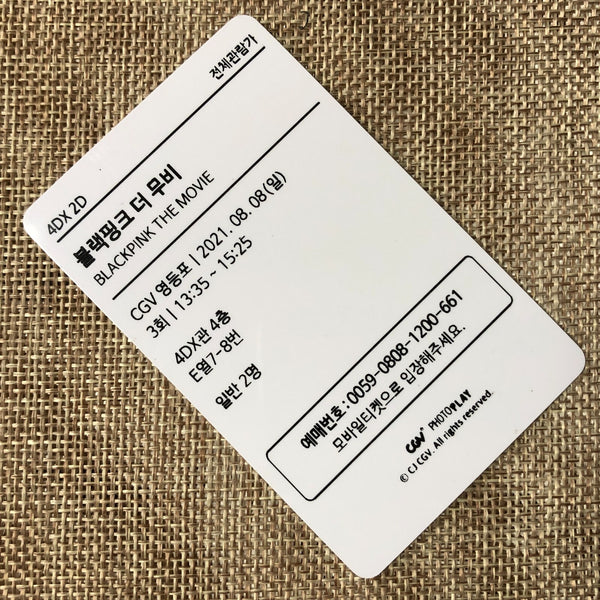 4DX 2D 전체관람가
블랙핑크 더 무비
BLACKPINK THE MOVIE
CGV 영등포 | 2021. 08. 08(일)
3회 | 13:35 ~ 15:25
4DX관 4층
E열7-8번
일반 2명
예매번호:0059-0808-1200-661
모바일티켓으로 입장해주세요.
CGV PHOTOPLAY
© CJ CGV. All rights reserved.